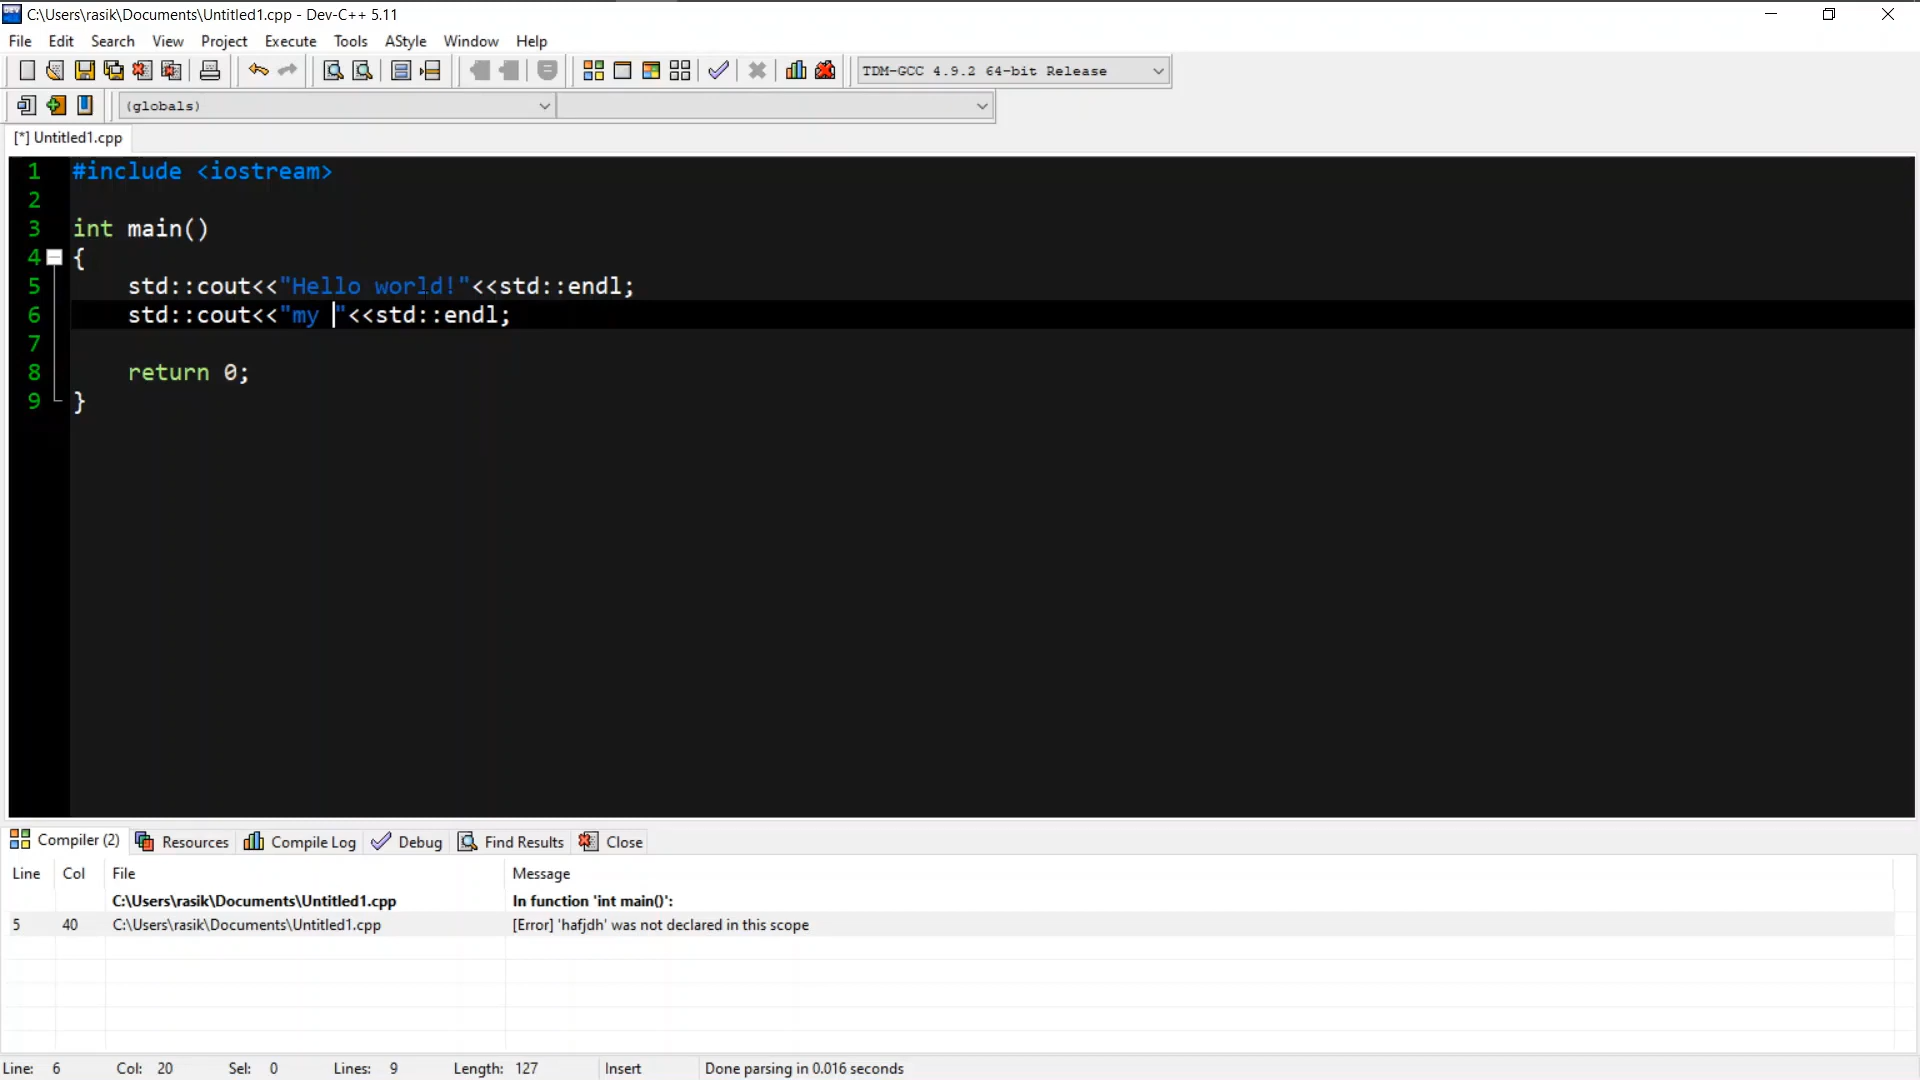 C:\Users\rasik\Documents\Untitled1.cpp - Dev-C++ 5.11
File Edit Search View Project Execute Tools AStyle Window Help
TDM-GCC 4.9.2 64-bit Release
(globals)
[*] Untitled1.cpp
1 #include <iostream>
2
3 int main()
4 {
5 std::cout<<"Hello world!"<<std::endl;
6 std::cout<<"my "<<std::endl;
7
8 return 0;
9 }
Compiler (2) Resources Compile Log Debug Find Results Close
Line Col File Message
C:\Users\rasik\Documents\Untitled1.cpp In function 'int main()':
5 40 C:\Users\rasik\Documents\Untitled1.cpp [Error] 'hafjdh' was not declared in this scope
Line: 6 Col: 20 Sel: 0 Lines: 9 Length: 127 Insert Done parsing in 0.016 seconds